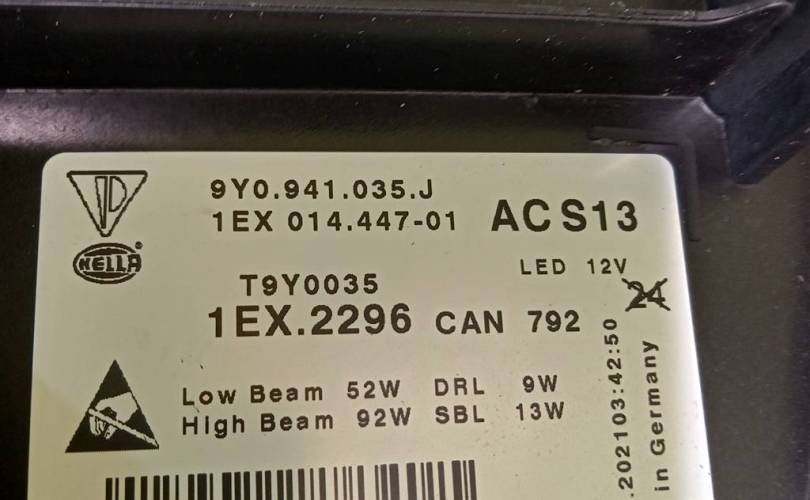 9Y0.941.035.J
1EX 014.447-01
ACS13
HELLA
LED 12V
T9Y0035
24
1EX.2296 CAN 792
Low Beam 52W DRL 9W
High Beam 92W SBL 13W
.202103:42:50
in Germany